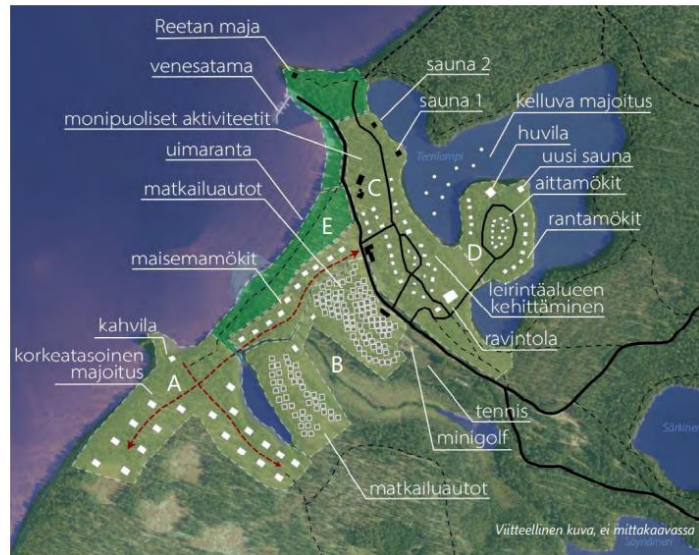 Reetan maja
venesatama
monipuoliset aktiviteetit
uimaranta
matkailuautot
maisemamökit
kahvila
korkeatasoinen
majoitus
sauna 2
sauna 1
kelluva majoitus
huvila
uusi sauna
aittamökit
rantamökit
Teerilampi
leirintäalueen
kehittäminen
ravintola
tennis
minigolf
matkailuautot
A
B
C
D
E
Särkinen
Viitteellinen kuva, ei mittakaavassa